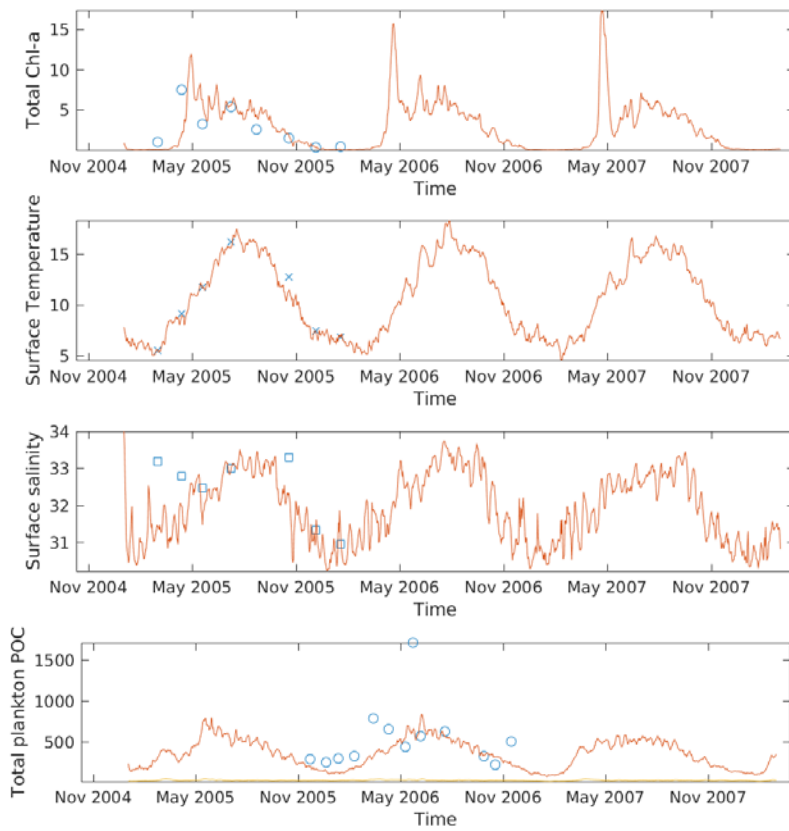 15
10
5
Total Chl-a
Nov 2004 May 2005 Nov 2005 May 2006 Nov 2006 May 2007 Nov 2007
Time
15
10
5
Surface Temperature
Nov 2004 May 2005 Nov 2005 May 2006 Nov 2006 May 2007 Nov 2007
Time
34
33
32
31
Surface salinity
Nov 2004 May 2005 Nov 2005 May 2006 Nov 2006 May 2007 Nov 2007
Time
1500
1000
500
Total plankton POC
Nov 2004 May 2005 Nov 2005 May 2006 Nov 2006 May 2007 Nov 2007
Time